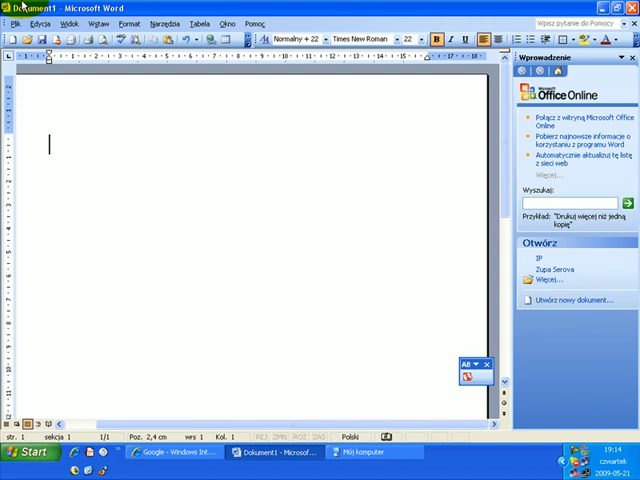 Dokument1 - Microsoft Word
Plik Edycja Widok Wstaw Format Narzędzia Tabela Okno Pomoc
Wpisz pytanie do Pomocy
Normalny + 22 Times New Roman 22 B I U
Wprowadzenie
Microsoft
Office Online
Połącz z witryną Microsoft Office
Online
Pobierz najnowsze informacje o
korzystaniu z programu Word
Automatycznie aktualizuj tę listę
z sieci web
Więcej...
Wyszukaj:
Przykład: "Drukuj więcej niż jedną
kopię"
Otwórz
IP
Zupa Serova
Więcej...
Utwórz nowy dokument...
AB
str. 1 sekcja 1 1/1 Poz. 2,4 cm wrs 1 Kol. 1 REJ ZMN ROZ ZAS Polski
Start
Google - Windows Int...
Dokument1 - Microsof...
Mój komputer
19:14
czwartek
2009-05-21